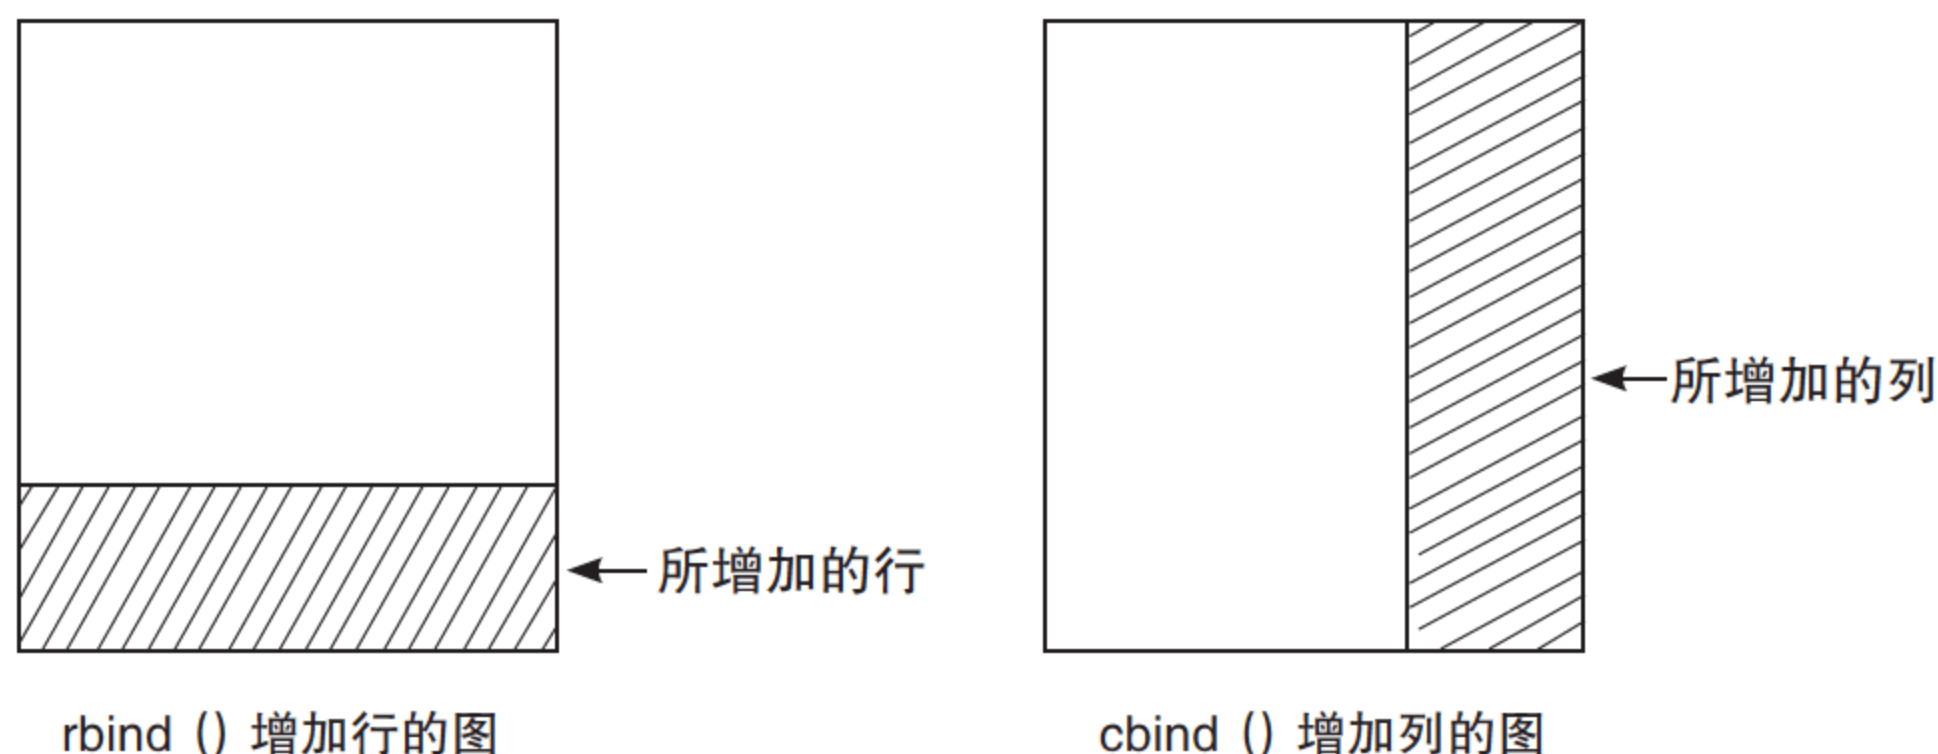 所增加的列
所增加的行
rbind () 增加行的图
cbind () 增加列的图